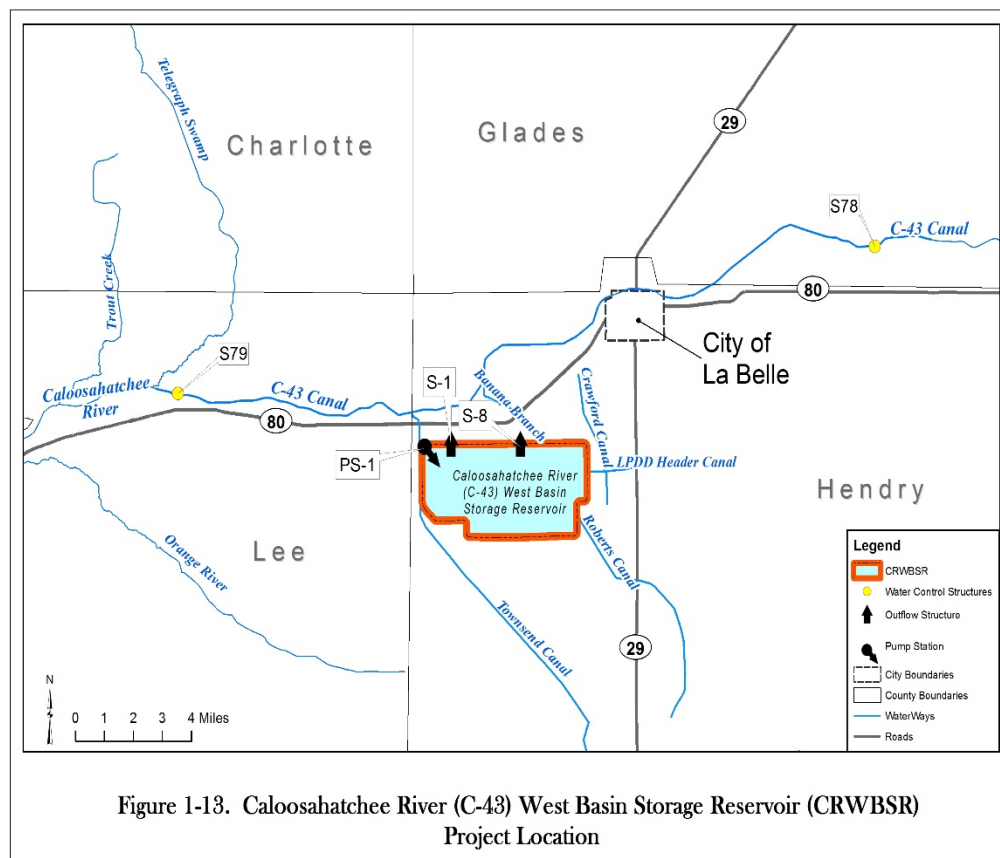 Telegraph Swamp
Charlotte
Glades
29
S78
C-43 Canal
Trout Creek
80
City of
La Belle
S79
Caloosahatchee
River
C-43 Canal
S-1
Banana Branch
Crawford Canal
80
S-8
PS-1
Caloosahatchee River
(C-43) West Basin
Storage Reservoir
LPDD Header Canal
Hendry
Lee
Orange River
Roberts Canal
Townsend Canal
29
N
0 1 2 3 4 Miles
Legend
CRWBSR
Water Control Structures
Outflow Structure
Pump Station
City Boundaries
County Boundaries
WaterWays
Roads
Figure 1-13. Caloosahatchee River (C-43) West Basin Storage Reservoir (CRWBSR)
Project Location